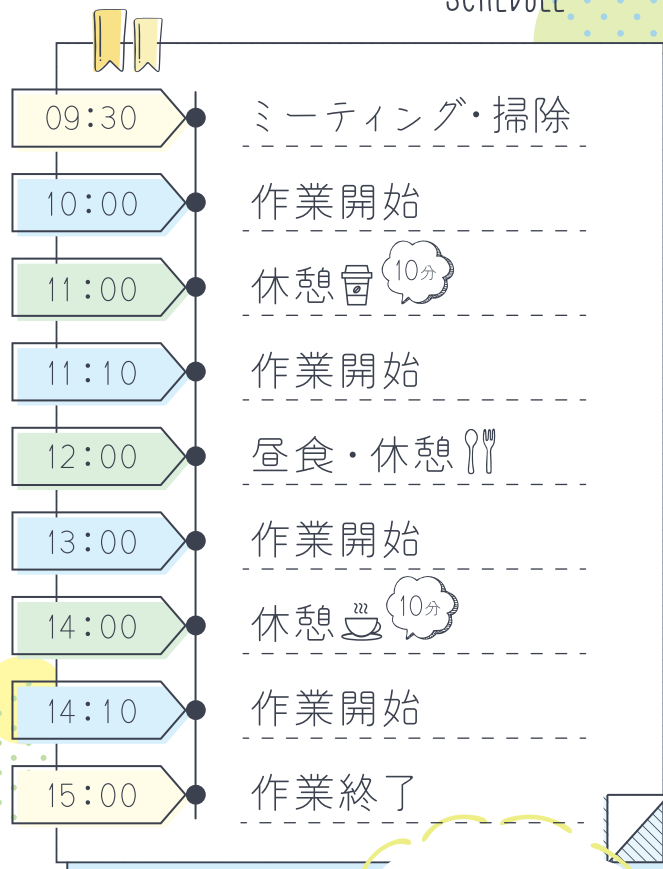 SCHEDULE
09:30 ミーティング・掃除
10:00 作業開始
11:00 休憩 10分
11:10 作業開始
12:00 昼食・休憩
13:00 作業開始
14:00 休憩 10分
14:10 作業開始
15:00 作業終了